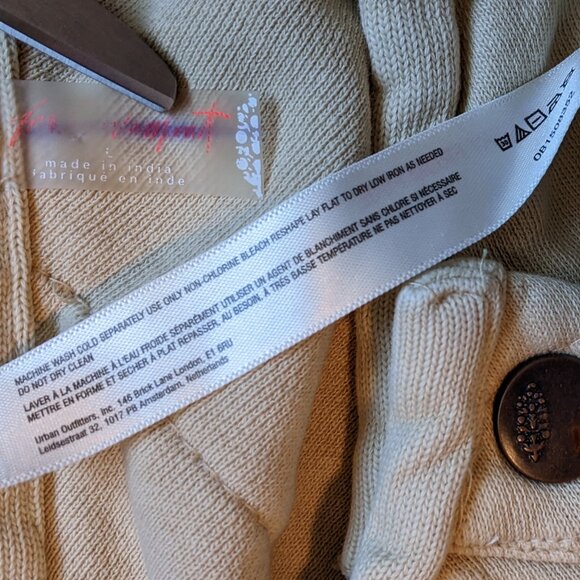 made in india
fabriqué en inde
MACHINE WASH COLD SEPARATELY USE ONLY NON-CHLORINE BLEACH RESHAPE LAY FLAT TO DRY LOW IRON AS NEEDED
DO NOT DRY CLEAN
LAVER À LA MACHINE À L'EAU FROIDE SÉPARÉMENT UTILISER UN AGENT DE BLANCHIMENT SANS CHLORE SI NÉCESSAIRE
METTRE EN FORME ET SÉCHER À PLAT REPASSER, AU BESOIN, À TRÈS BASSE TEMPÉRATURE NE PAS NETTOYER À SEC
Urban Outfitters, Inc. 146 Brick Lane London, E1 6RU
Leidsestraat 32, 1017 PB Amsterdam, Netherlands
OB1508352